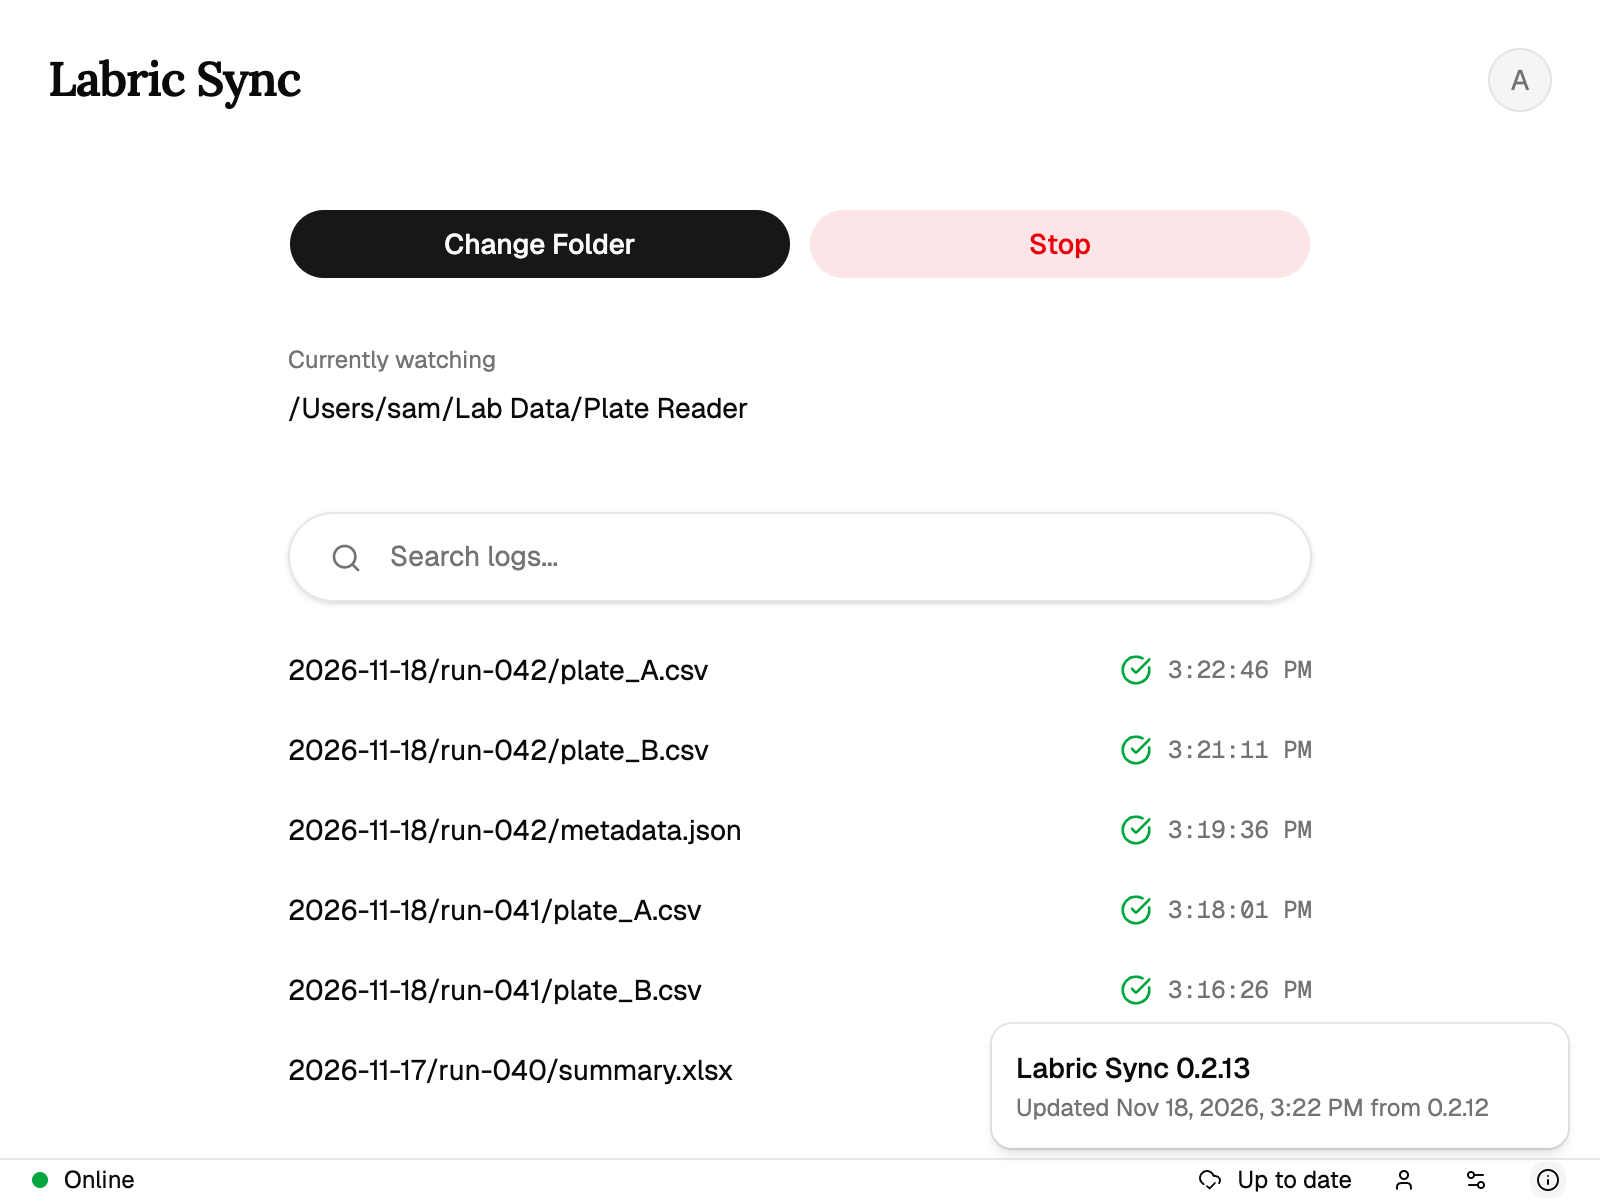 Labric Sync
A
Change Folder
Stop
Currently watching
/Users/sam/Lab Data/Plate Reader
Search logs...
2026-11-18/run-042/plate_A.csv
3:22:46 PM
2026-11-18/run-042/plate_B.csv
3:21:11 PM
2026-11-18/run-042/metadata.json
3:19:36 PM
2026-11-18/run-041/plate_A.csv
3:18:01 PM
2026-11-18/run-041/plate_B.csv
3:16:26 PM
2026-11-17/run-040/summary.xlsx
Labric Sync 0.2.13
Updated Nov 18, 2026, 3:22 PM from 0.2.12
Online
Up to date